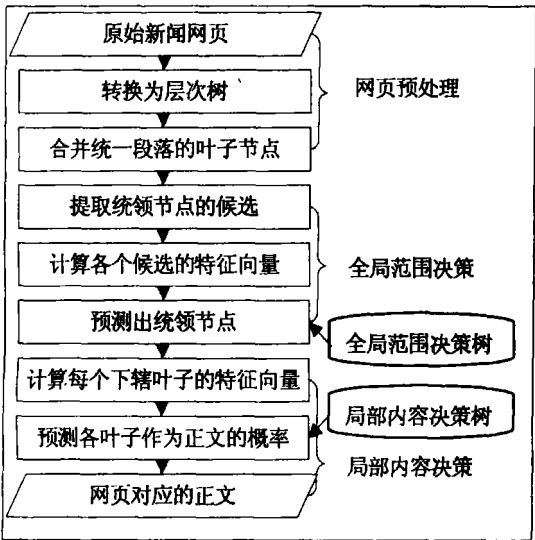 原始新闻网页
转换为层次树
网页预处理
合并统一段落的叶子节点
提取统领节点的候选
计算各个候选的特征向量
全局范围决策
预测出统领节点
全局范围决策树
计算每个下辖叶子的特征向量
局部内容决策树
预测各叶子作为正文的概率
局部内容决策
网页对应的正文